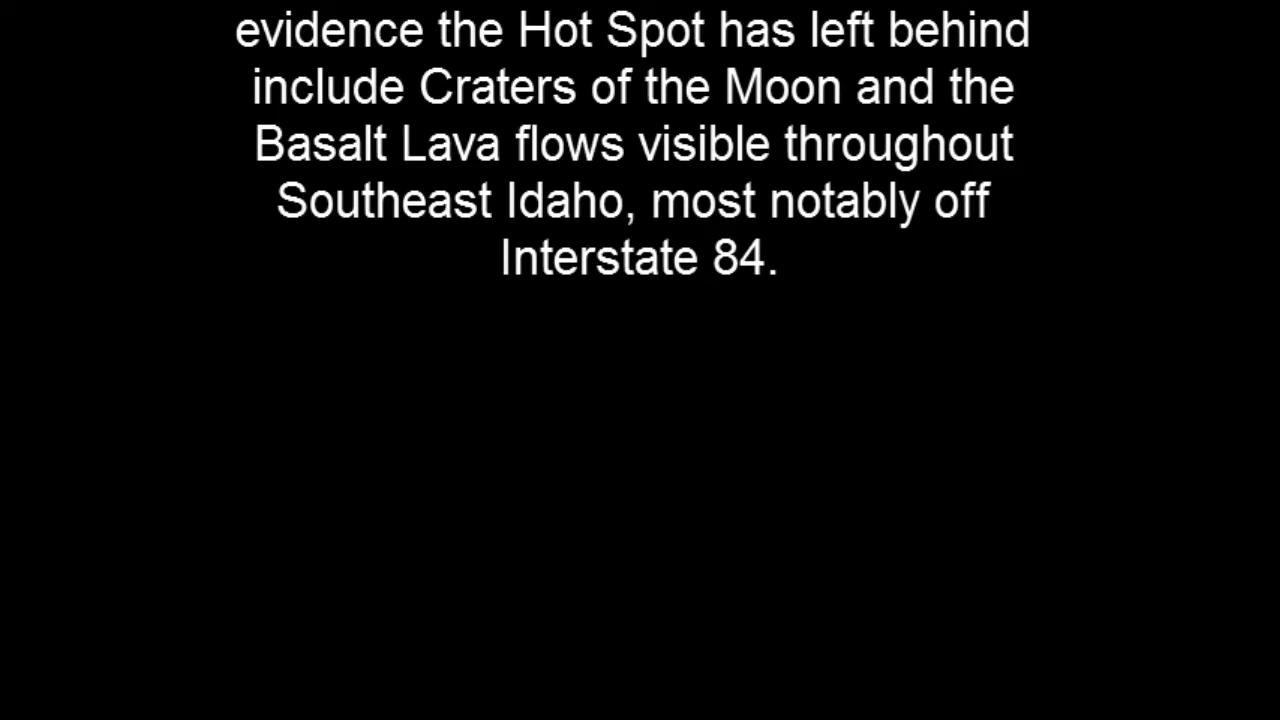 evidence the Hot Spot has left behind
include Craters of the Moon and the
Basalt Lava flows visible throughout
Southeast Idaho, most notably off
Interstate 84.